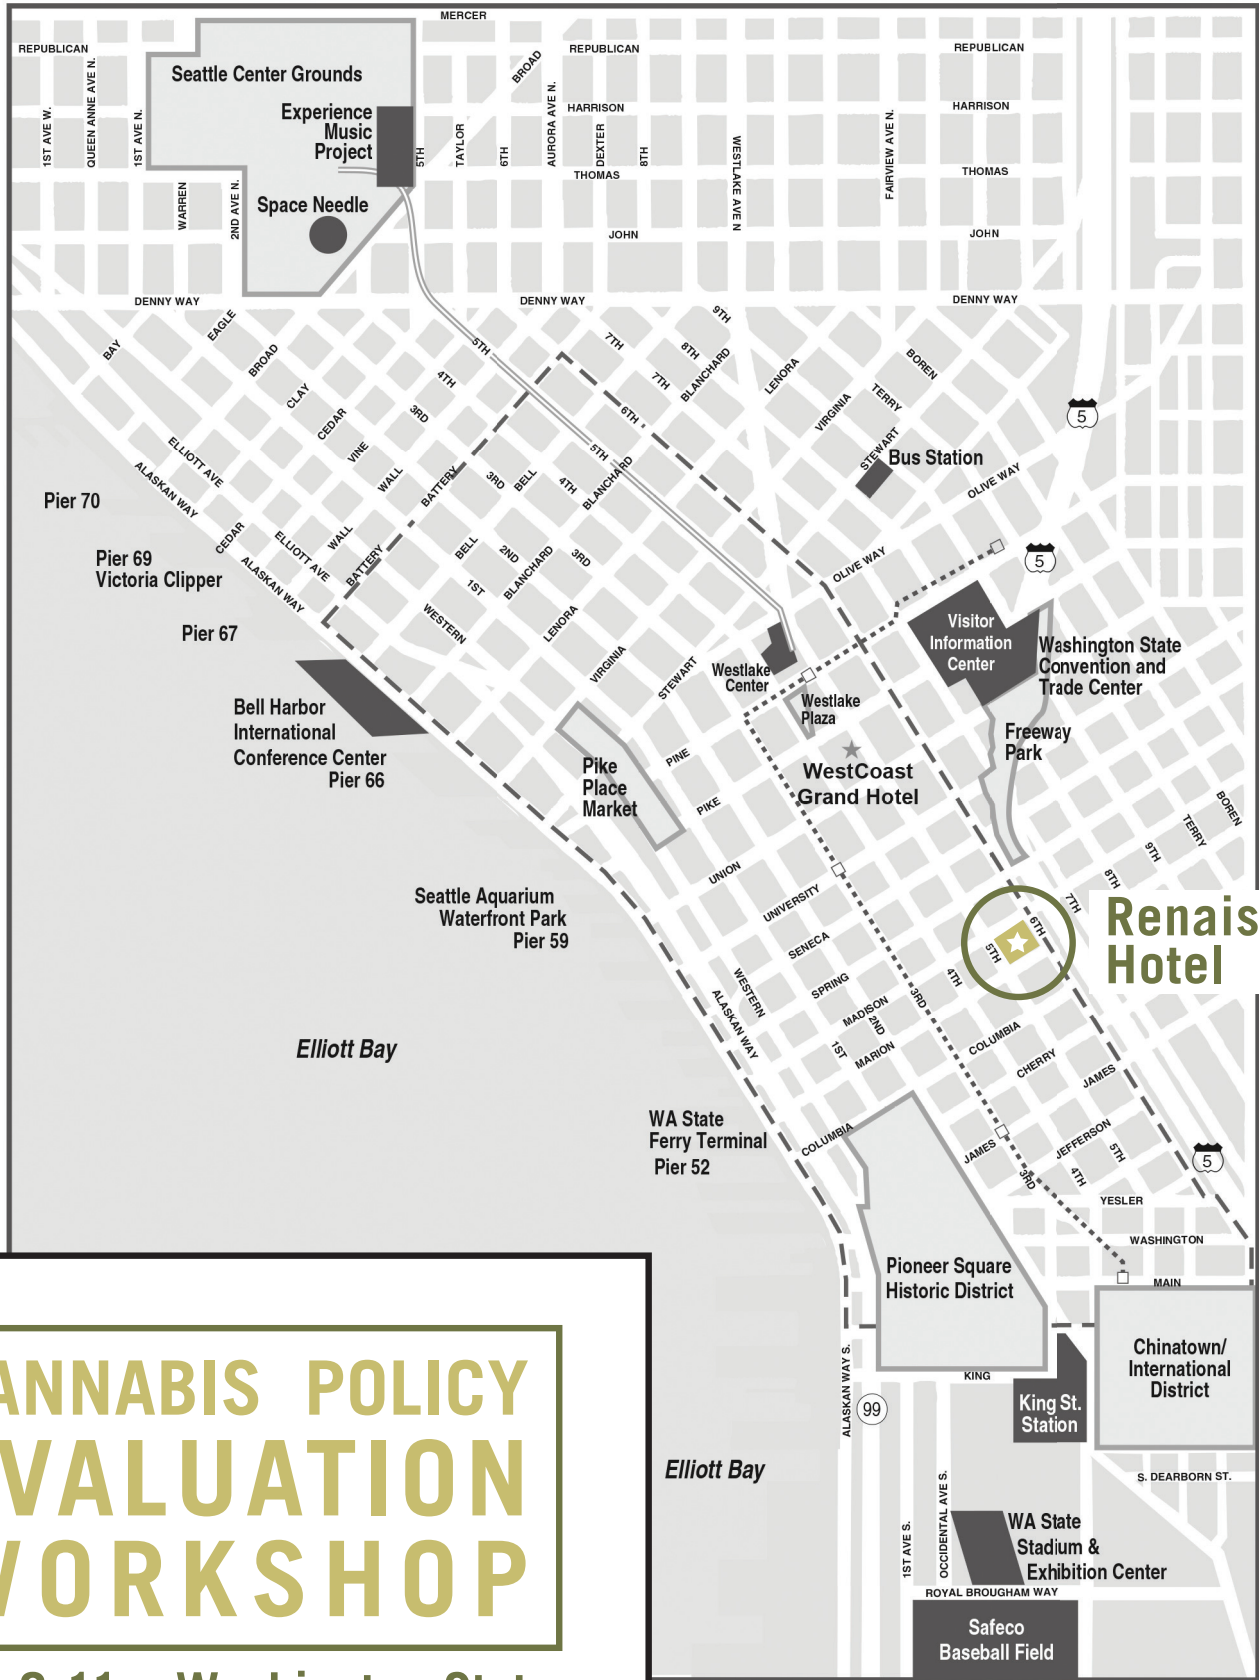 MERCER
REPUBLICAN
REPUBLICAN
REPUBLICAN
Seattle Center Grounds
BROAD
Experience
Music
Project
HARRISON
HARRISON
1ST AVE W.
QUEEN ANNE AVE N.
1ST AVE N.
5TH
TAYLOR
6TH
AURORA AVE N.
DEXTER
8TH
WESTLAKE AVE N
FAIRVIEW AVE N.
THOMAS
THOMAS
WARREN
2ND AVE N.
Space Needle
JOHN
JOHN
DENNY WAY
DENNY WAY
DENNY WAY
BAY
EAGLE
BROAD
CLAY
CEDAR
VINE
WALL
BATTERY
5TH
4TH
3RD
7TH
8TH
9TH
7TH
BLANCHARD
LENORA
VIRGINIA
BOREN
TERRY
STEWART
6TH
5TH
3RD
BELL
4TH
BLANCHARD
Bus Station
OLIVE WAY
5
ELLIOTT AVE
ALASKAN WAY
Pier 70
CEDAR
ELLIOTT AVE
WALL
BATTERY
ALASKAN WAY
BELL
2ND
BLANCHARD
3RD
1ST
WESTERN
LENORA
VIRGINIA
STEWART
OLIVE WAY
5
Pier 69
Victoria Clipper
Pier 67
Visitor
Information
Center
Washington State
Convention and
Trade Center
Westlake
Center
Westlake
Plaza
Freeway
Park
Bell Harbor
International
Conference Center
Pier 66
Pike
Place
Market
PINE
PIKE
WestCoast
Grand Hotel
UNION
UNIVERSITY
SENECA
SPRING
MADISON
MARION
BOREN
TERRY
9TH
8TH
7TH
6TH
5TH
4TH
3RD
2ND
1ST
Renais
Hotel
Seattle Aquarium
Waterfront Park
Pier 59
WESTERN
ALASKAN WAY
COLUMBIA
CHERRY
JAMES
Elliott Bay
WA State
Ferry Terminal
Pier 52
COLUMBIA
JAMES
JEFFERSON
5TH
4TH
3RD
5
YESLER
WASHINGTON
MAIN
Pioneer Square
Historic District
Chinatown/
International
District
KING
King St.
Station
ALASKAN WAY S.
99
Elliott Bay
S. DEARBORN ST.
1ST AVE S.
OCCIDENTAL AVE S.
WA State
Stadium &
Exhibition Center
ROYAL BROUGHAM WAY
Safeco
Baseball Field
ANNABIS POLICY
VALUATION
WORKSHOP